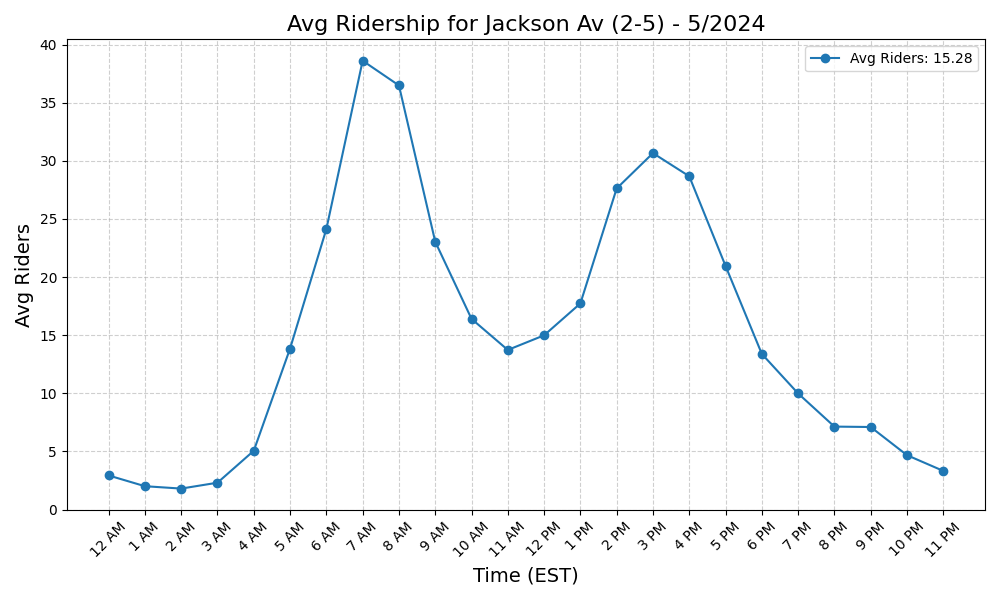 Avg Ridership for Jackson Av (2-5) - 5/2024
Avg Riders: 15.28
Avg Riders
40
35
30
25
20
15
10
5
0
12 AM
1 AM
2 AM
3 AM
4 AM
5 AM
6 AM
7 AM
8 AM
9 AM
10 AM
11 AM
12 PM
1 PM
2 PM
3 PM
4 PM
5 PM
6 PM
7 PM
8 PM
9 PM
10 PM
11 PM
Time (EST)